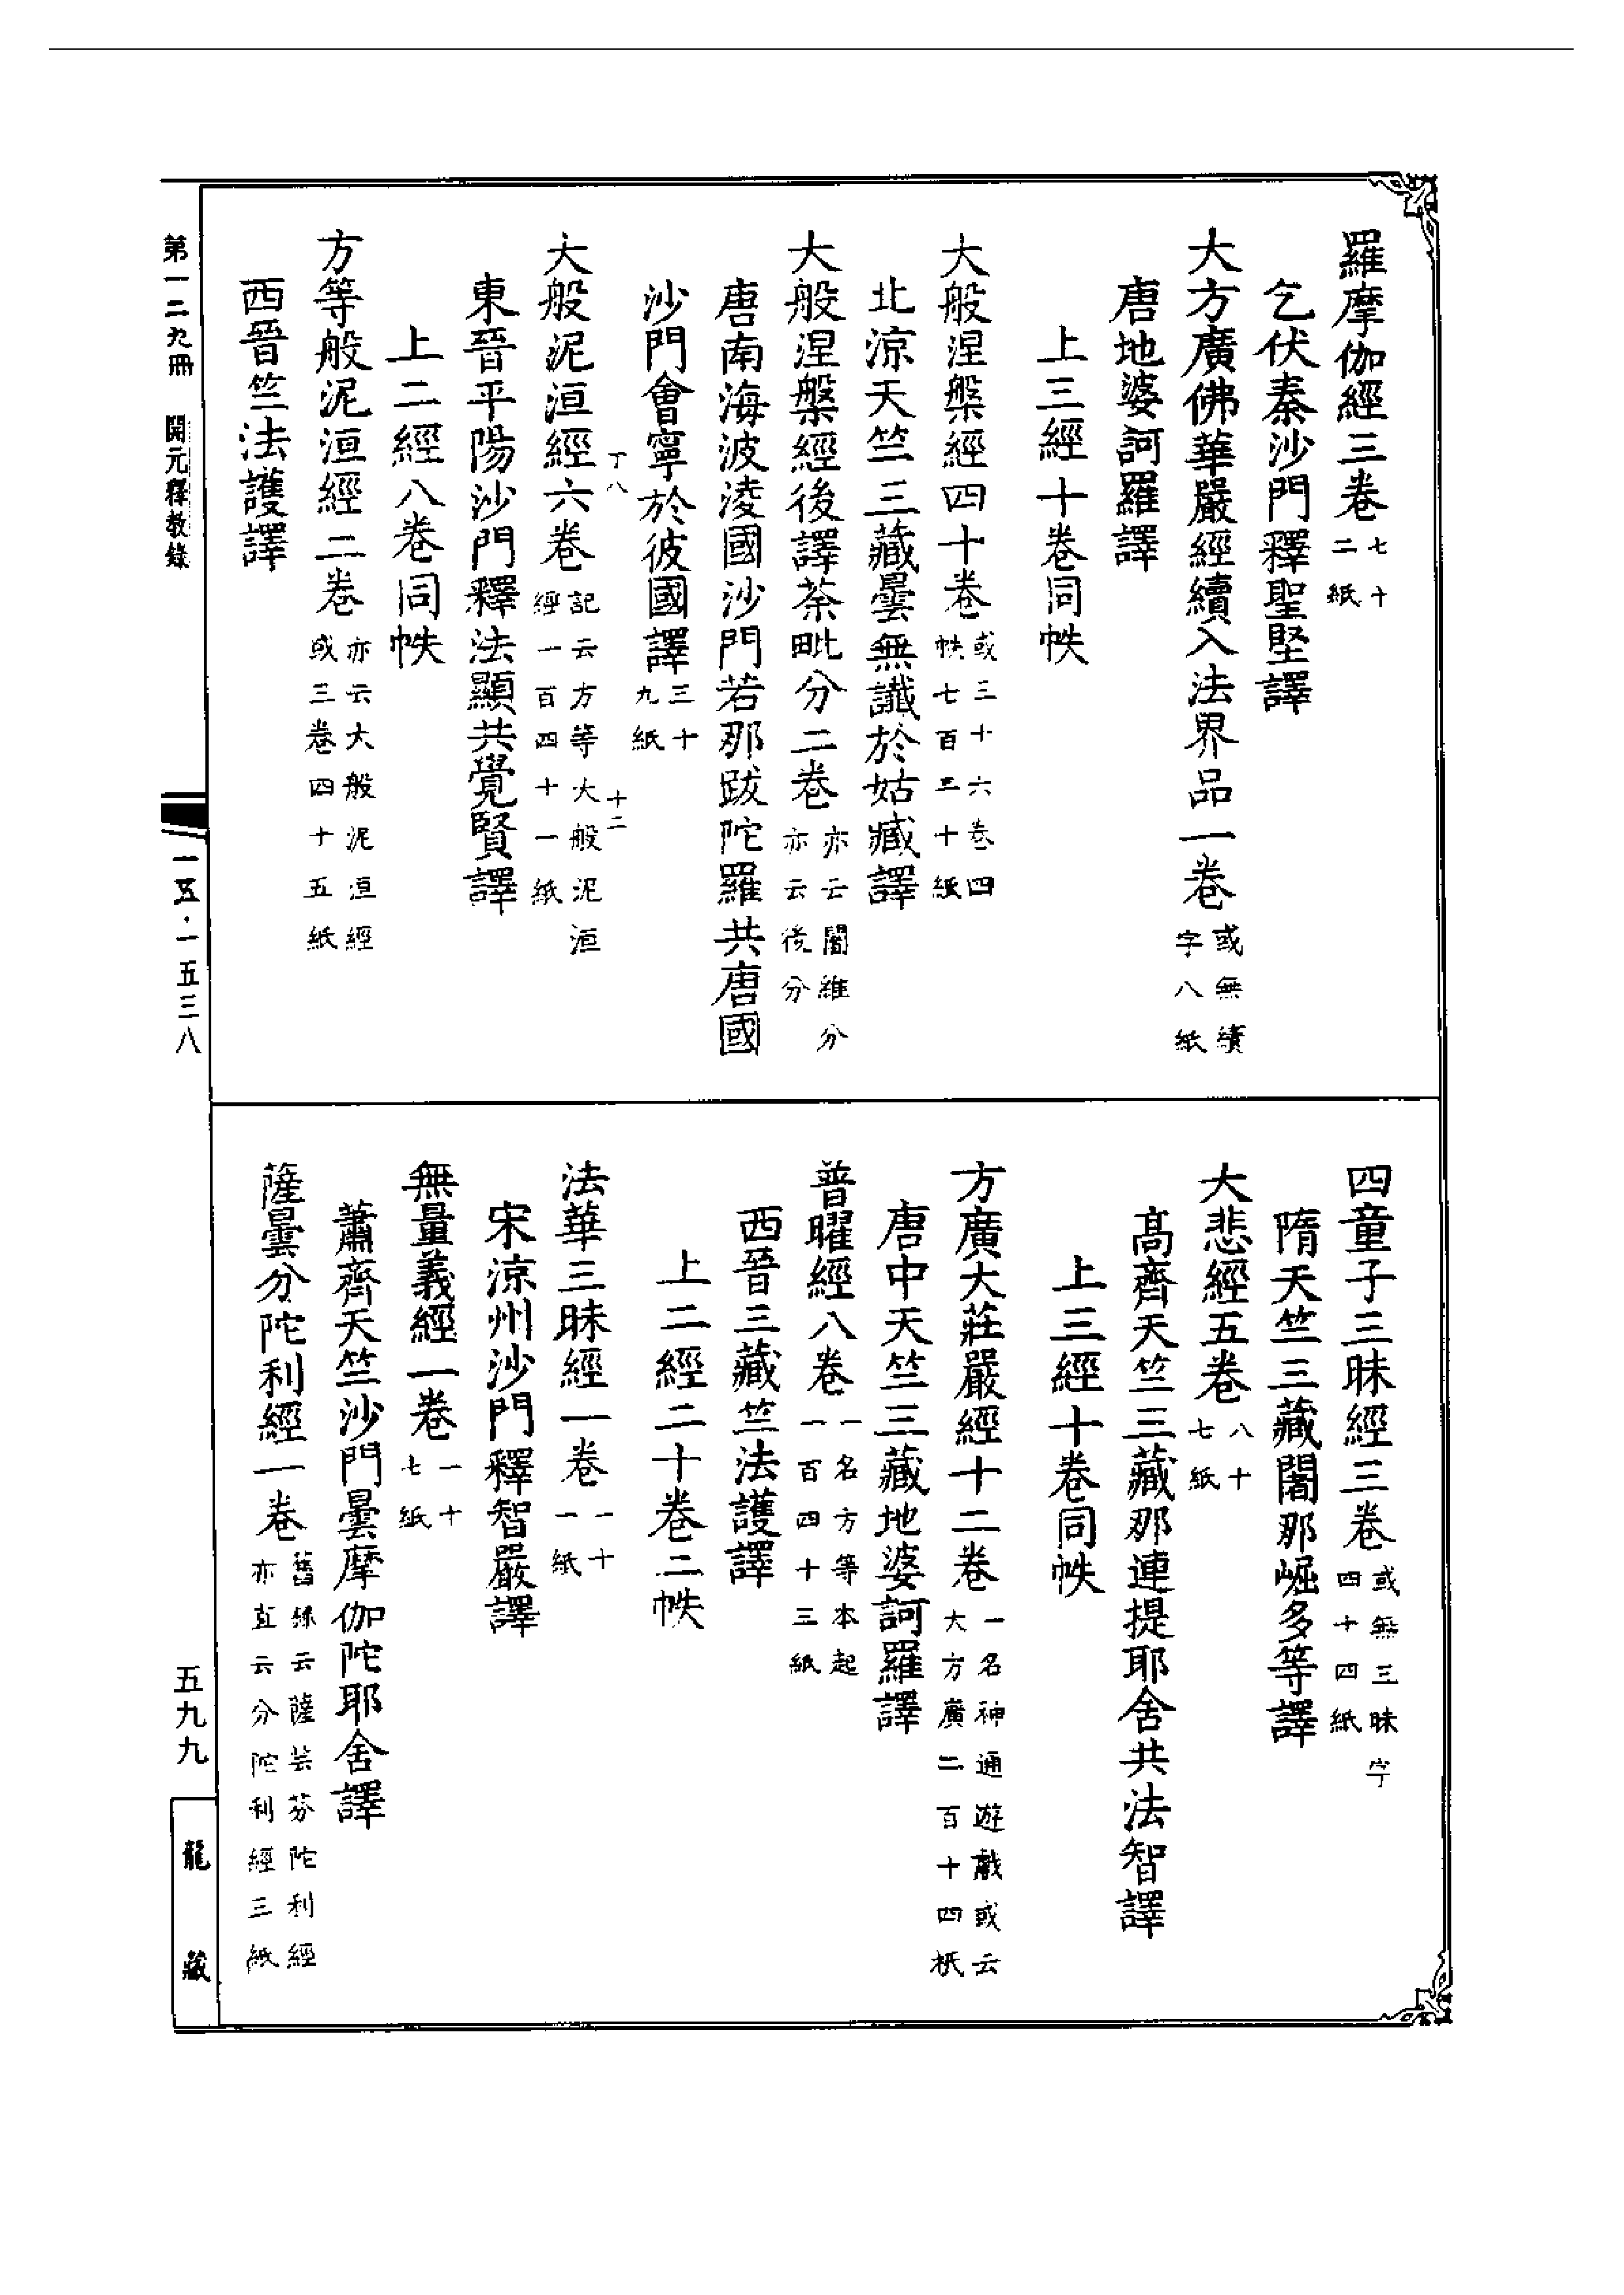 羅摩伽經三卷七十二紙
乞伏秦沙門釋聖堅譯
大方廣佛華嚴經續入法界品一卷或無續字八紙
唐地婆訶羅譯
上三經十卷同帙
大般涅槃經四十卷或三十六卷四帙七百三十紙
北涼天竺三藏曇無讖於姑臧譯
大般涅槃經後譯荼毗分二卷亦云闍維分亦云後分
唐南海波淩國沙門若那跋陀羅共唐國
沙門會寧於彼國譯三十九紙
丁八 十二
大般泥洹經六卷記云方等大般泥洹經一百四十一紙
東晉平陽沙門釋法顯共覺賢譯
上二經八卷同帙
方等般泥洹經二卷亦云大般泥洹經或三卷四十五紙
西晉竺法護譯
四童子三昧經三卷或無三昧字四十四紙
隋天竺三藏闍那崛多等譯
大悲經五卷八十七紙
高齊天竺三藏那連提耶舍共法智譯
上三經十卷同帙
方廣大莊嚴經十二卷一名神通遊戲或云大方廣二百十四紙
唐中天竺三藏地婆訶羅譯
普曜經八卷一名方等本起一百四十三紙
西晉三藏竺法護譯
上二經二十卷二帙
法華三昧經一卷一十一紙
宋涼州沙門釋智嚴譯
無量義經一卷一十七紙
蕭齊天竺沙門曇摩伽陀耶舍譯
薩曇分陀利經一卷舊錄云薩芸芬陀利經亦直云分陀利經三紙
第一二九冊 開元釋教錄
一五·一五三八
五九九
龍藏